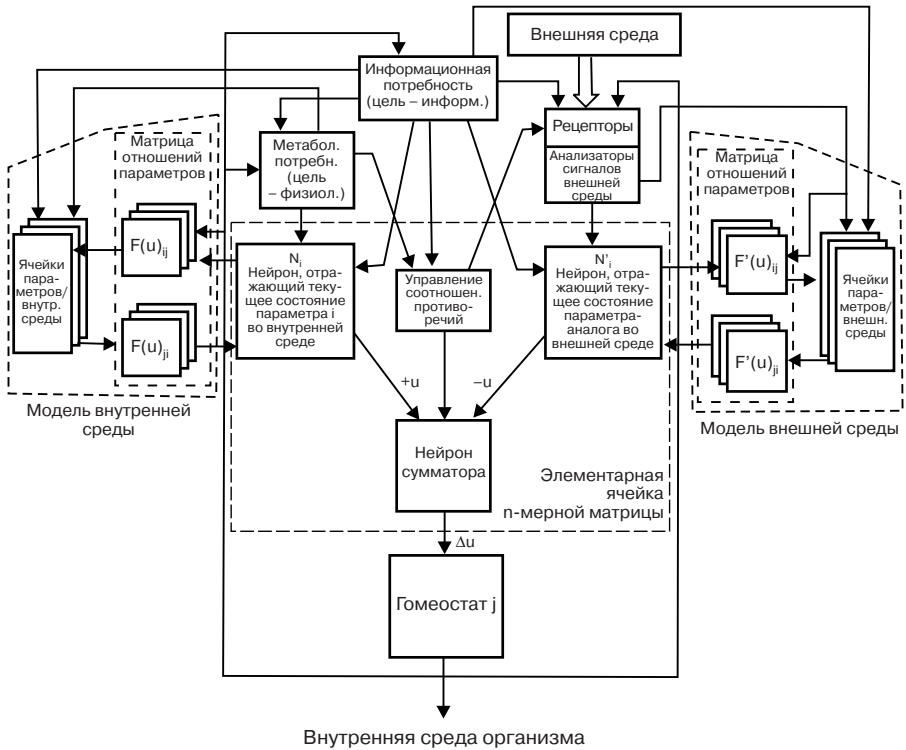 Внешняя среда
Информационная
потребность
(цель – информ.)
Рецепторы
Анализаторы
сигналов
внешней
среды
Метабол.
потребн.
(цель
– физиол.)
Матрица
отношений
параметров
Матрица
отношений
параметров
F(u)ij
F(u)ji
Ячейки
пара-
метров/
внутр.
среды
Ni
Нейрон, отра-
жающий теку-
щее состояние
параметра i
во внутренней
среде
Управление
соотношен.
противо-
речий
N'i
Нейрон, отра-
жающий текущее
состояние
параметра-
аналога во
внешней среде
F'(u)ij
F'(u)ji
Ячейки
пара-
метров/
внешн.
среды
Модель внутренней
среды
Модель внешней среды
+u
–u
Нейрон
сумматора
Элементарная
ячейка
n-мерной матрицы
Δu
Гомеостат j
Внутренняя среда организма